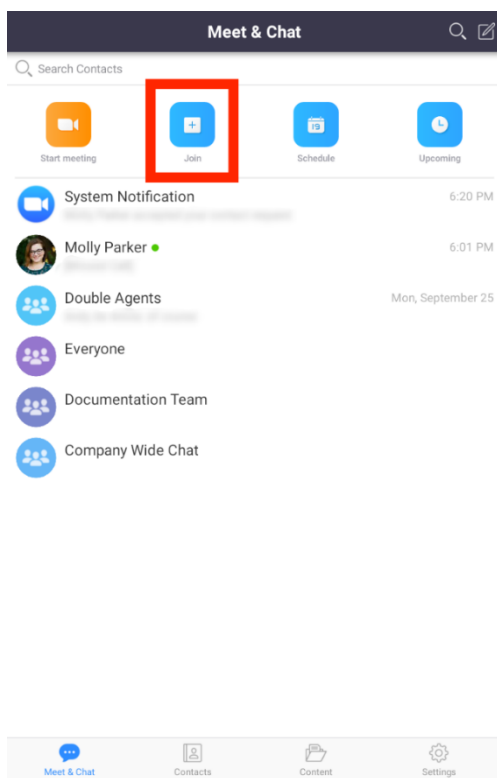 Meet & Chat
Search Contacts
19
Start meeting Join Schedule Upcoming
System Notification 6:20 PM
Molly Parker 6:01 PM
Double Agents Mon, September 25
Everyone
Documentation Team
Company Wide Chat
Meet & Chat Contacts Content Settings